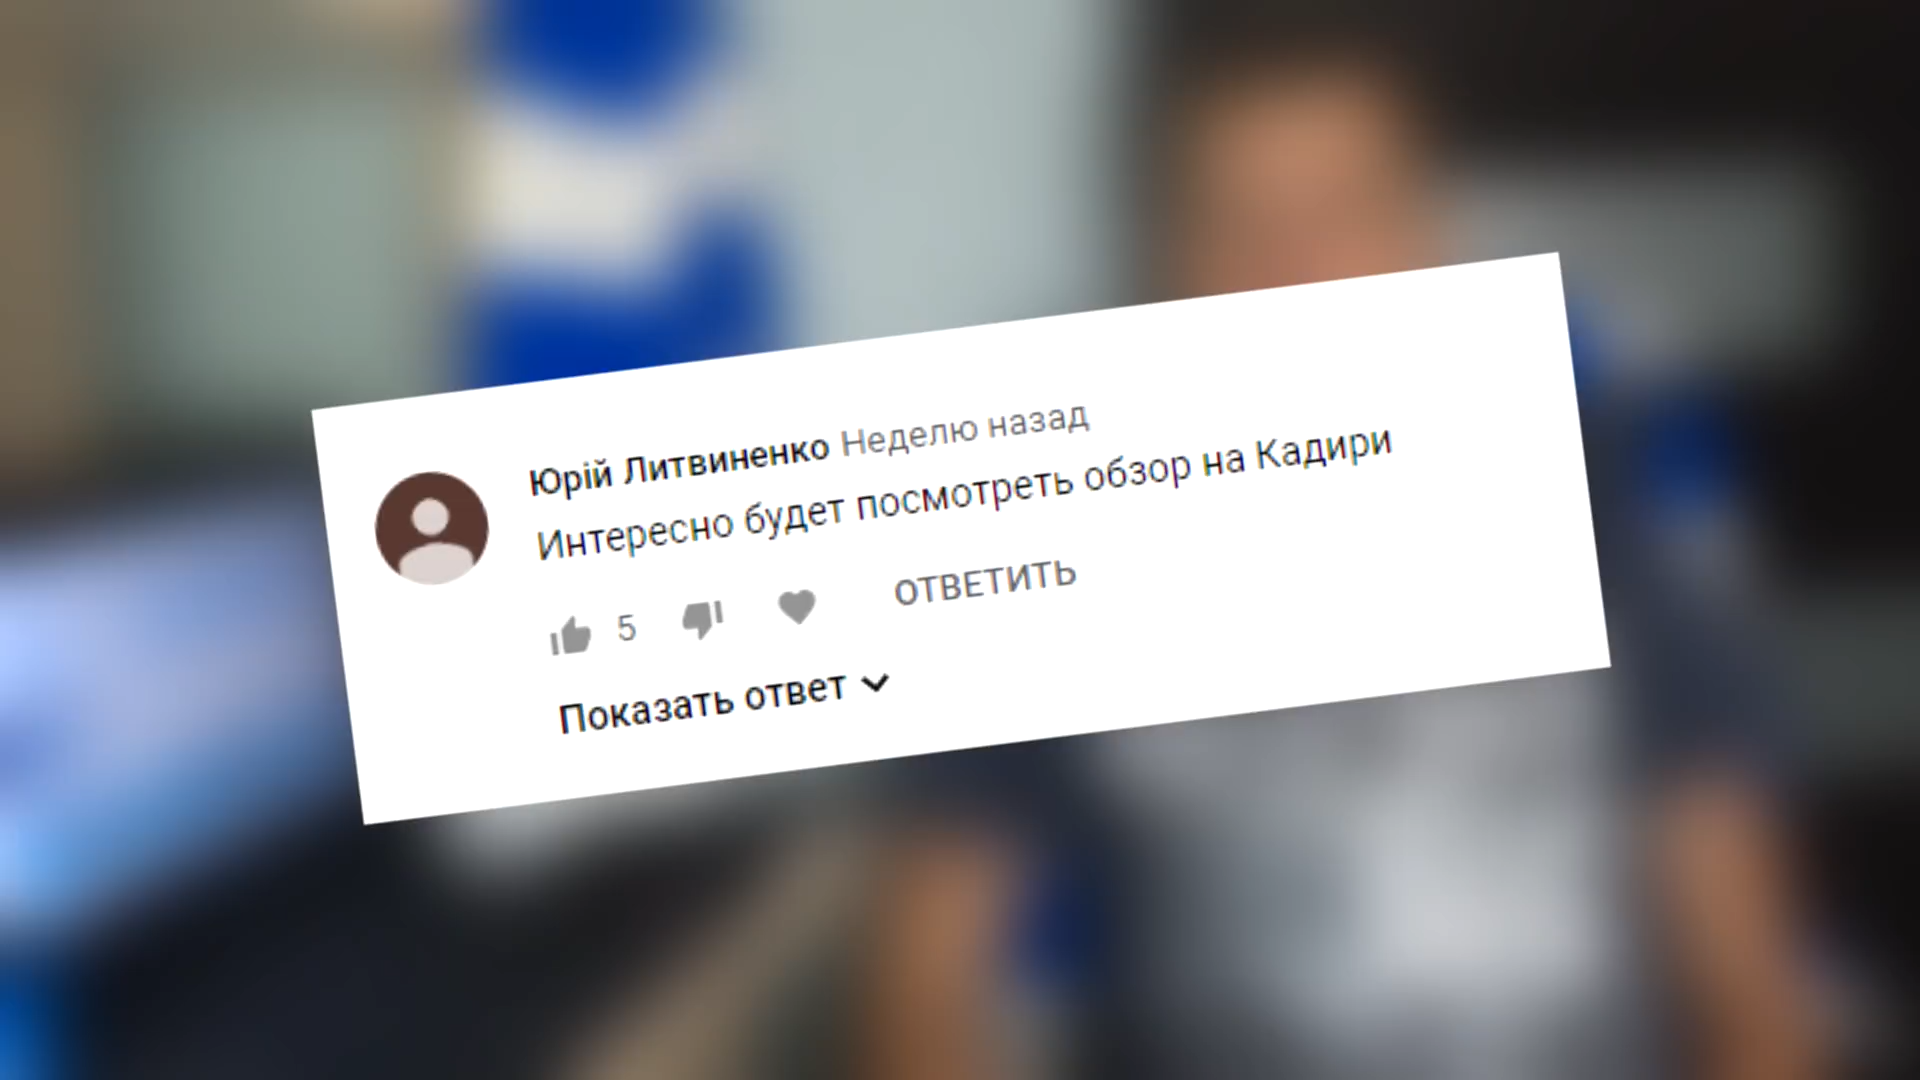 Юрій Литвиненко Неделю назад
Интересно будет посмотреть обзор на Кадири
5 ОТВЕТИТЬ
Показать ответ